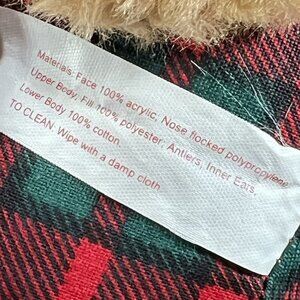 Materials: Face 100% acrylic, Nose flocked polypropylene,
Upper Body, Fill 100% polyester; Antlers, Inner Ears,
Lower Body 100% cotton.
TO CLEAN: Wipe with a damp cloth